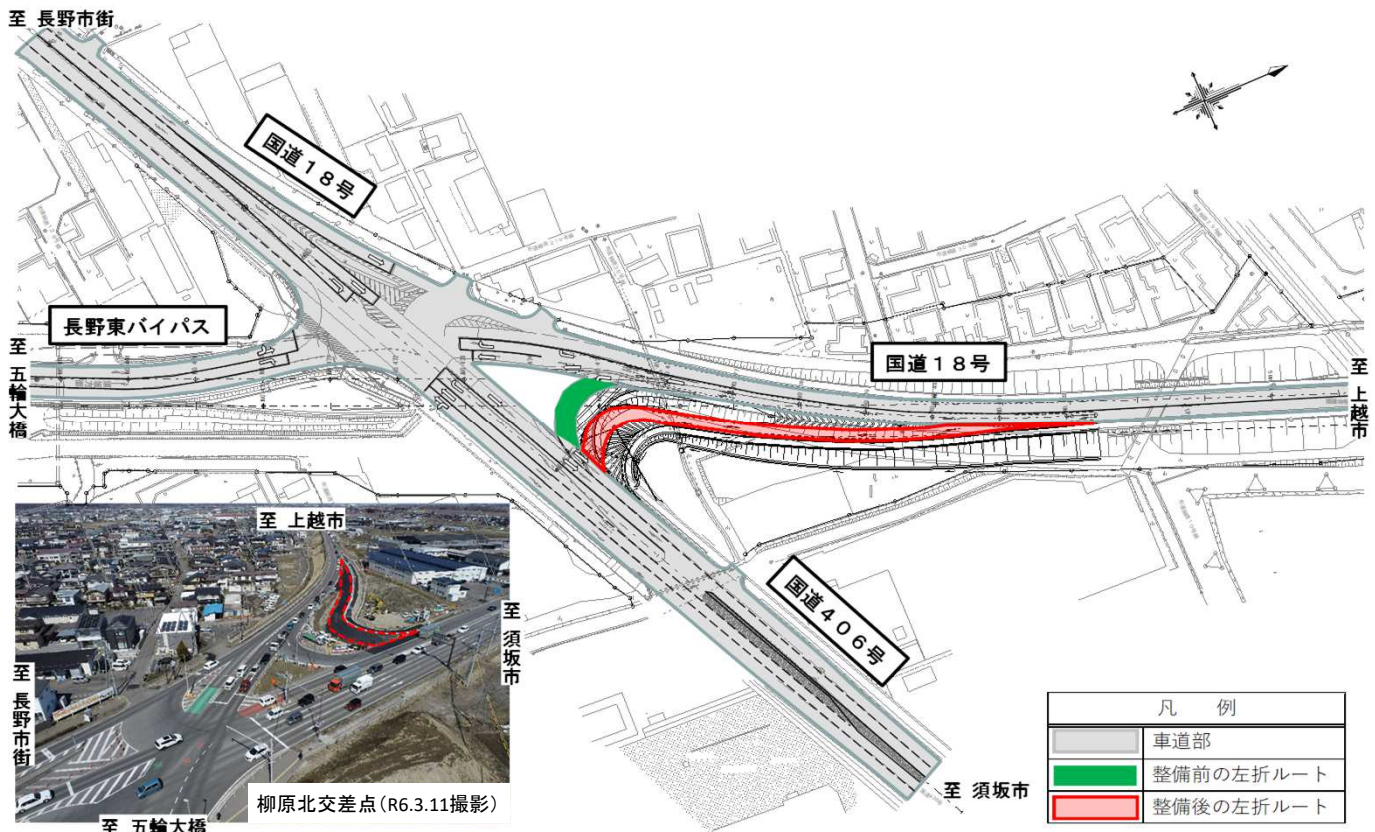 至 長野市街
国道18号
長野東バイパス
至 五輪大橋
国道18号
至 上越市
国道406号
至 須坂市
至 上越市
至 須坂市
至 長野市街
至 五輪大橋
柳原北交差点(R6.3.11撮影)
凡 例
車道部
整備前の左折ルート
整備後の左折ルート